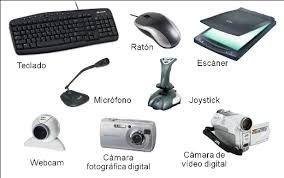 Teclado
Ratón
Escáner
Micrófono
Joystick
Webcam
Cámara
fotográfica digital
Cámara de
vídeo digital